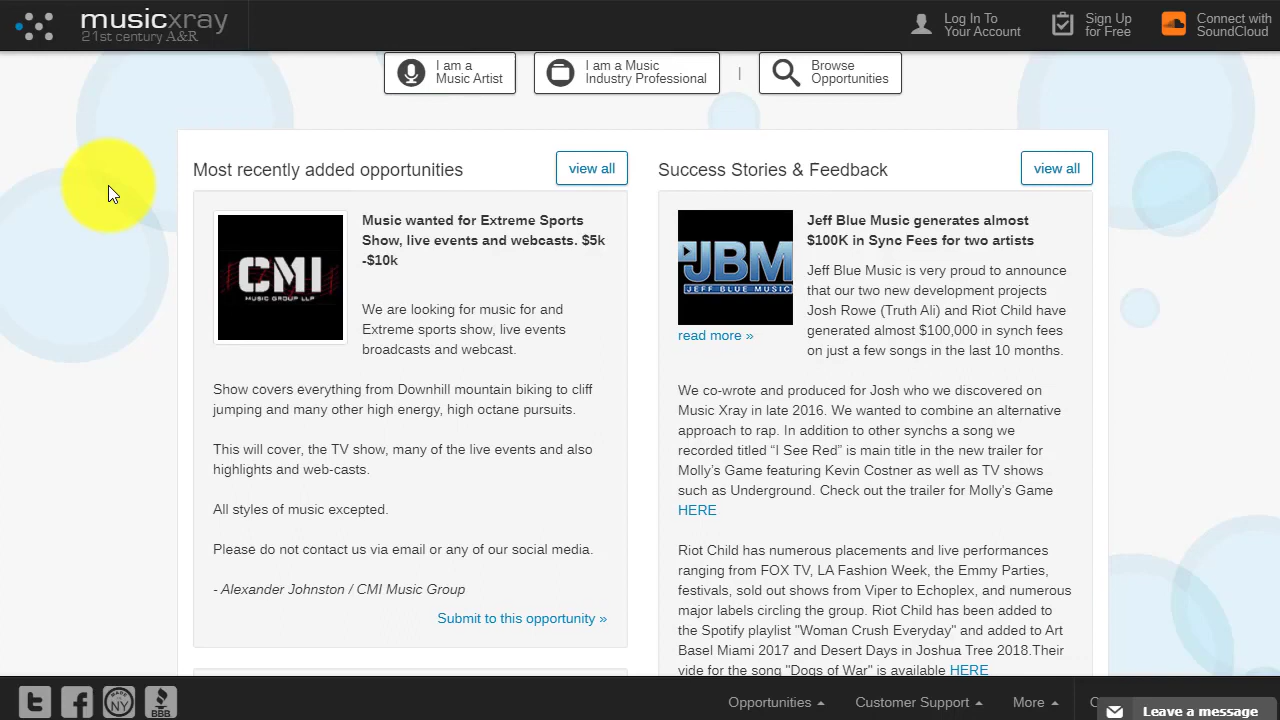 musicxray
21st century A&R
Log In To
Your Account
Sign Up
for Free
Connect with
SoundCloud
I am a
Music Artist
I am a Music
Industry Professional
|
Browse
Opportunities
Most recently added opportunities
view all
CMI
MUSIC GROUP LLP
Music wanted for Extreme Sports
Show, live events and webcasts. $5k
-$10k
We are looking for music for and
Extreme sports show, live events
broadcasts and webcast.
Show covers everything from Downhill mountain biking to cliff
jumping and many other high energy, high octane pursuits.
This will cover, the TV show, many of the live events and also
highlights and web-casts.
All styles of music excepted.
Please do not contact us via email or any of our social media.
- Alexander Johnston / CMI Music Group
Submit to this opportunity »
Success Stories & Feedback
view all
JBM
JEFF BLUE MUSIC
read more »
Jeff Blue Music generates almost
$100K in Sync Fees for two artists
Jeff Blue Music is very proud to announce
that our two new development projects
Josh Rowe (Truth Ali) and Riot Child have
generated almost $100,000 in synch fees
on just a few songs in the last 10 months.
We co-wrote and produced for Josh who we discovered on
Music Xray in late 2016. We wanted to combine an alternative
approach to rap. In addition to other synchs a song we
recorded titled “I See Red” is main title in the new trailer for
Molly’s Game featuring Kevin Costner as well as TV shows
such as Underground. Check out the trailer for Molly’s Game
HERE
Riot Child has numerous placements and live performances
ranging from FOX TV, LA Fashion Week, the Emmy Parties,
festivals, sold out shows from Viper to Echoplex, and numerous
major labels circling the group. Riot Child has been added to
the Spotify playlist "Woman Crush Everyday" and added to Art
Basel Miami 2017 and Desert Days in Joshua Tree 2018.Their
vide for the song "Dogs of War" is available HERE
MADE
NY
BBB
Opportunities
Customer Support
More
Leave a message